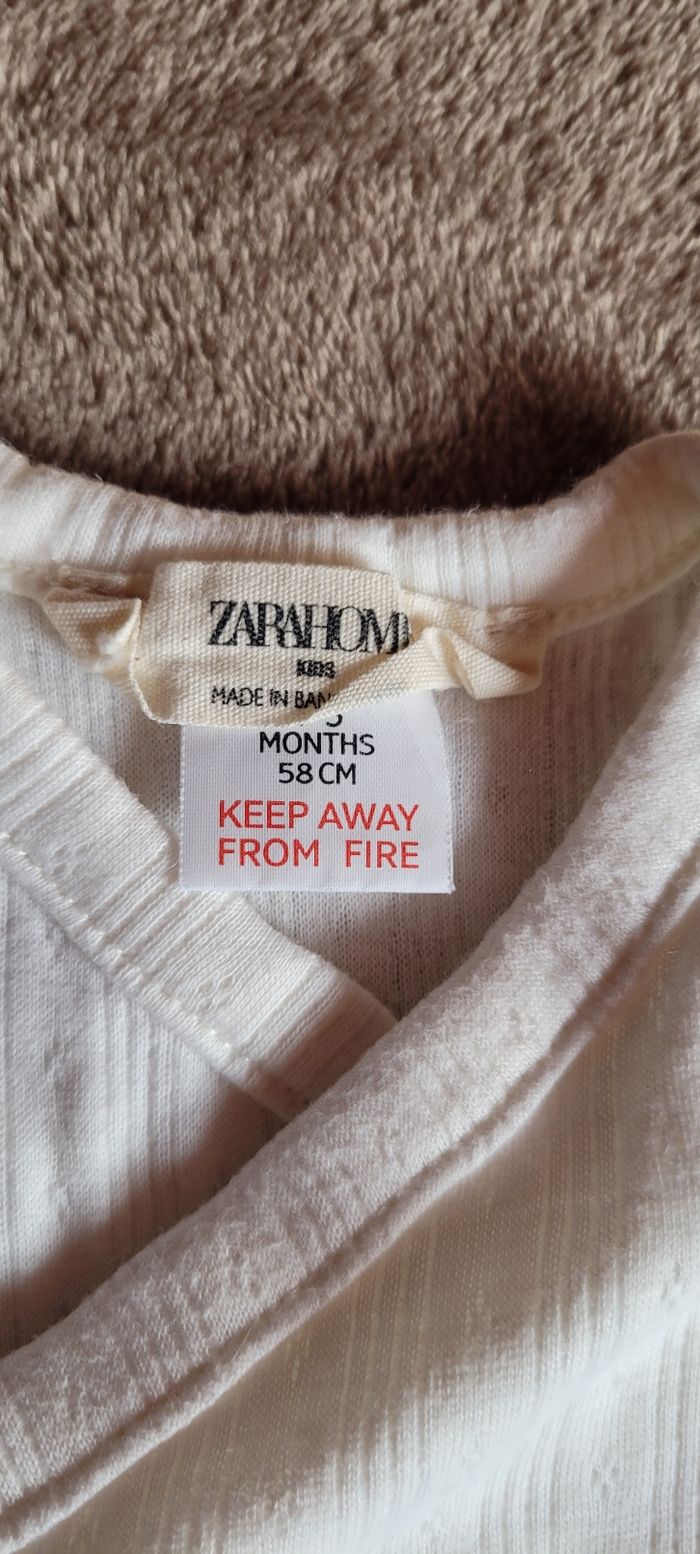 ZARAHOM
KIDS
MADE IN BAN
MONTHS
58 CM
KEEP AWAY
FROM FIRE